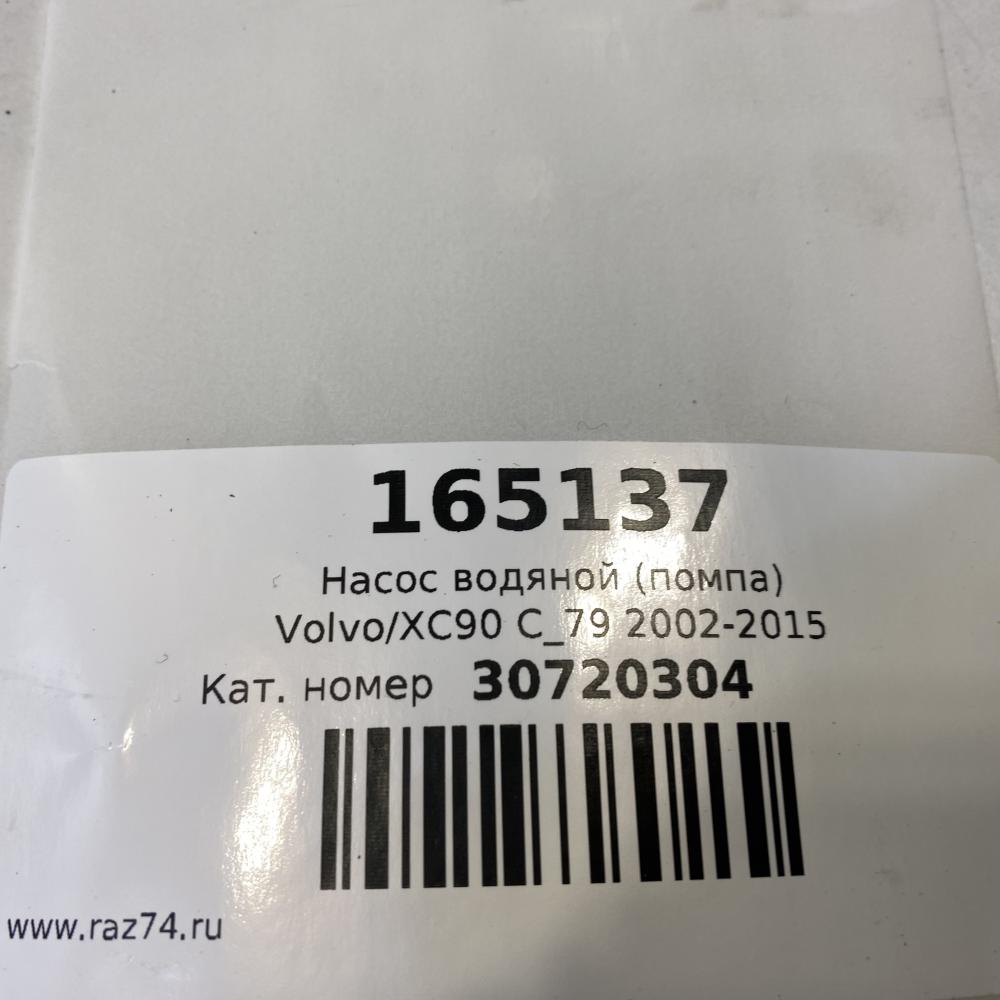 165137
Насос водяной (помпа)
Volvo/XC90 C_79 2002-2015
Кат. номер 30720304
www.raz74.ru